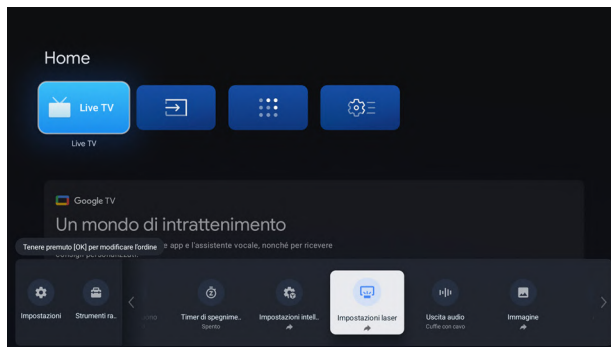 Home
Live TV
Live TV
Google TV
Un mondo di intrattenimento
Tenere premuto [OK] per modificare l'ordine
app e l'assistente vocale, nonché per ricevere
consigli personalizzati.
Impostazioni
Strumenti ra..
Timer di spegnime..
Spento
Impostazioni intell..
Impostazioni laser
Uscita audio
Cuffie con cavo
Immagine